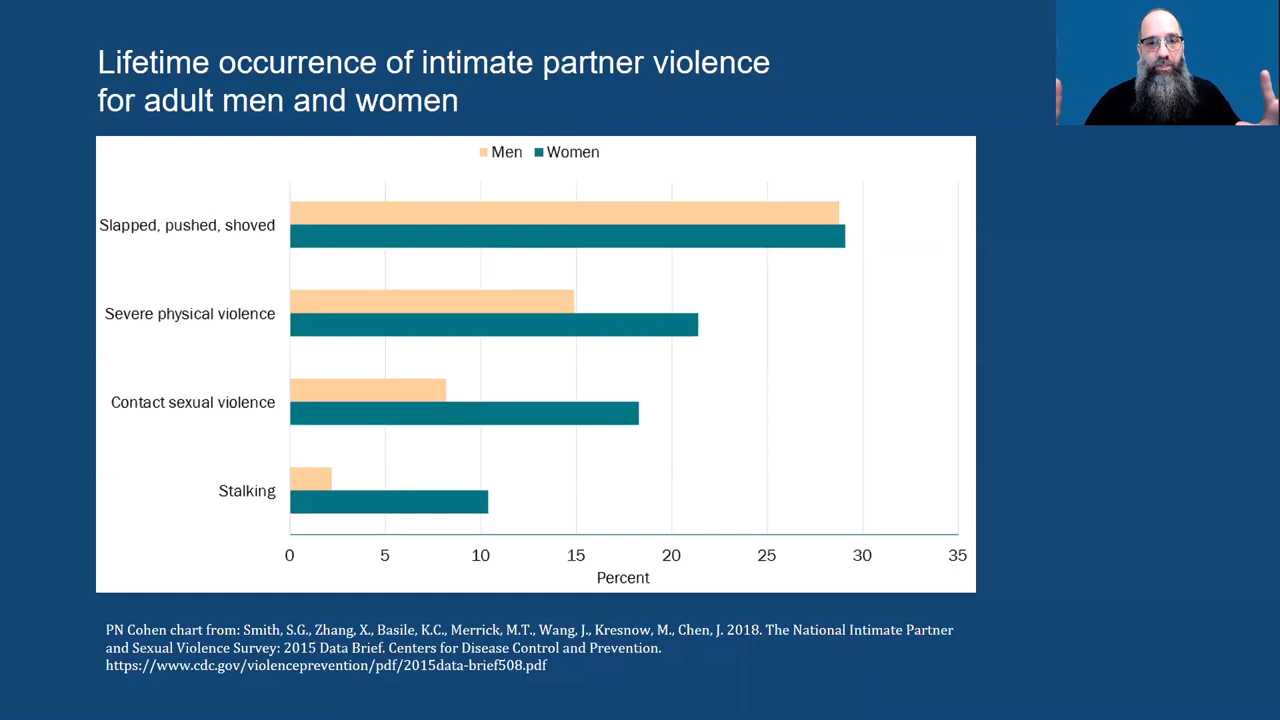 Lifetime occurrence of intimate partner violence
for adult men and women
Men Women
Slapped, pushed, shoved
Severe physical violence
Contact sexual violence
Stalking
0 5 10 15 20 25 30 35
Percent
PN Cohen chart from: Smith, S.G., Zhang, X., Basile, K.C., Merrick, M.T., Wang, J., Kresnow, M., Chen, J. 2018. The National Intimate Partner
and Sexual Violence Survey: 2015 Data Brief. Centers for Disease Control and Prevention.
https://www.cdc.gov/violenceprevention/pdf/2015data-brief508.pdf